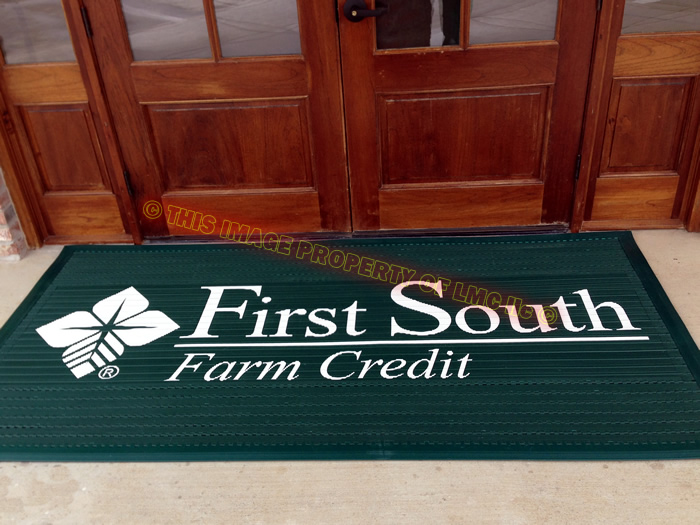 © THIS IMAGE PROPERTY OF LMC llc ©
First South
Farm Credit
®